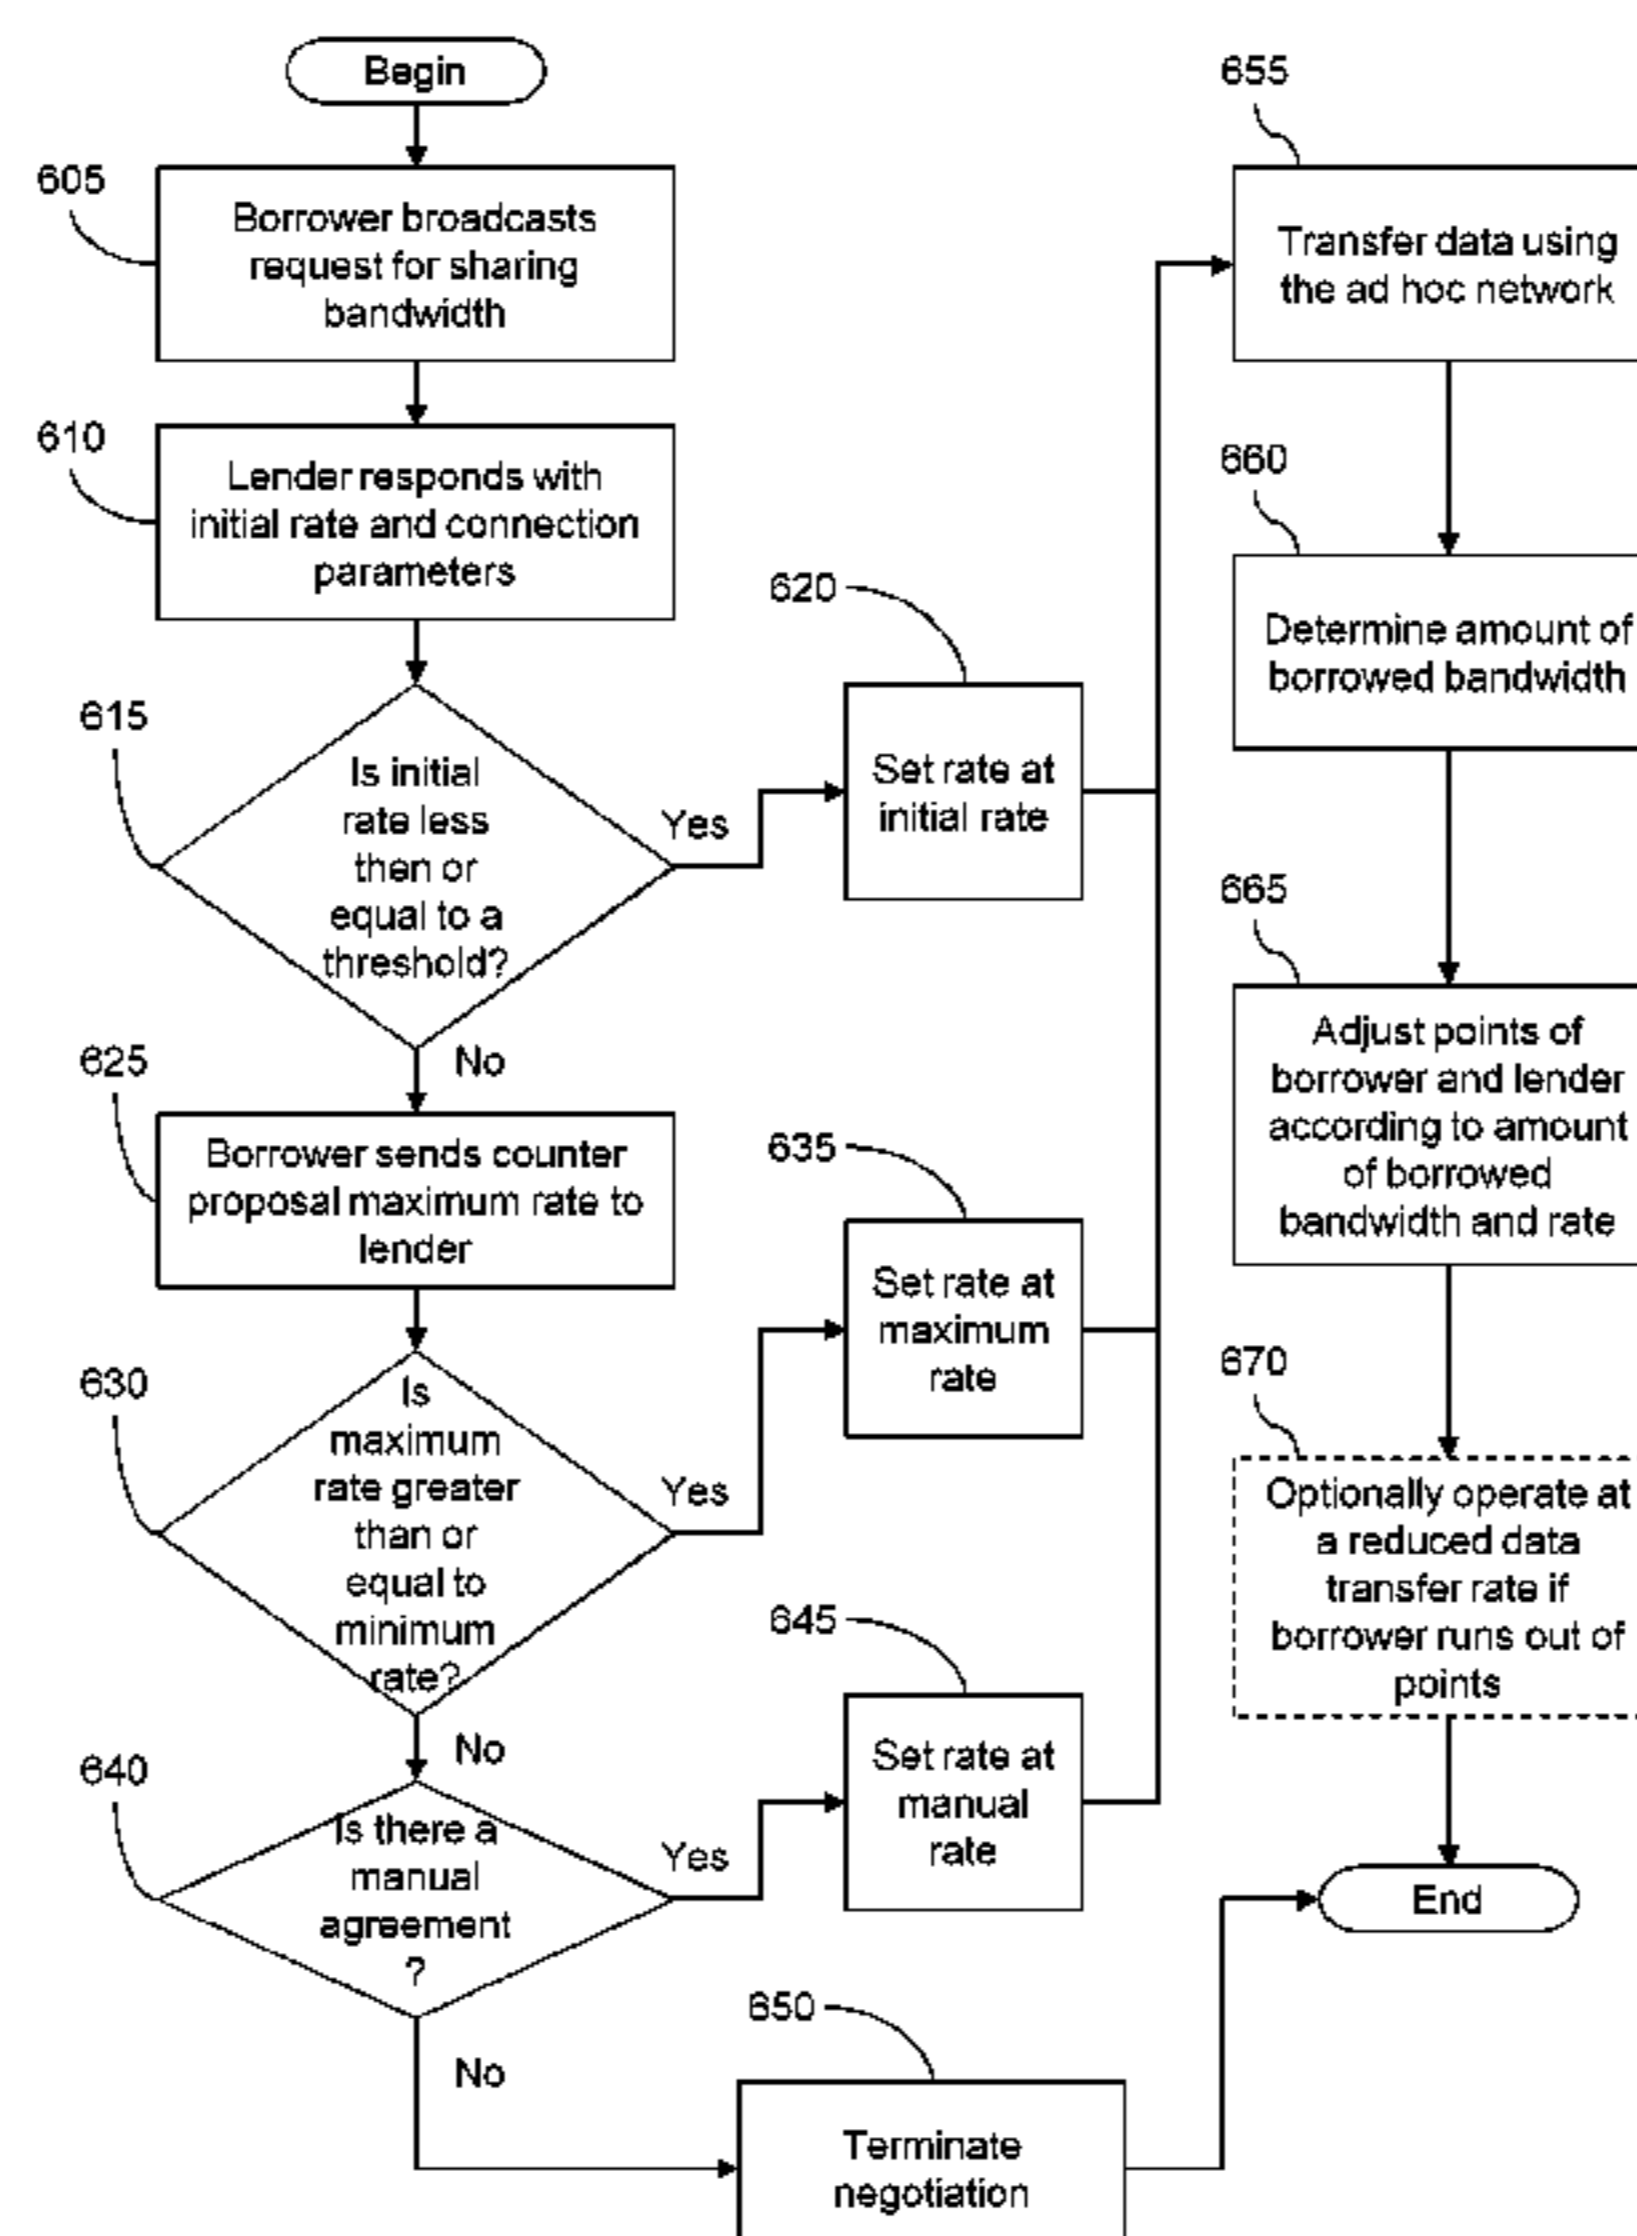 Begin
605
Borrower broadcasts
request for sharing
bandwidth
610
Lender responds with
initial rate and connection
parameters
615
Is initial
rate less
then or
equal to a
threshold?
Yes
No
620
Set rate at
initial rate
625
Borrower sends counter
proposal maximum rate to
lender
630
Is
maximum
rate greater
than or
equal to
minimum
rate?
Yes
No
635
Set rate at
maximum
rate
640
Is there a
manual
agreement
?
Yes
No
645
Set rate at
manual
rate
650
Terminate
negotiation
655
Transfer data using
the ad hoc network
660
Determine amount of
borrowed bandwidth
665
Adjust points of
borrower and lender
according to amount
of borrowed
bandwidth and rate
670
Optionally operate at
a reduced data
transfer rate if
borrower runs out of
points
End